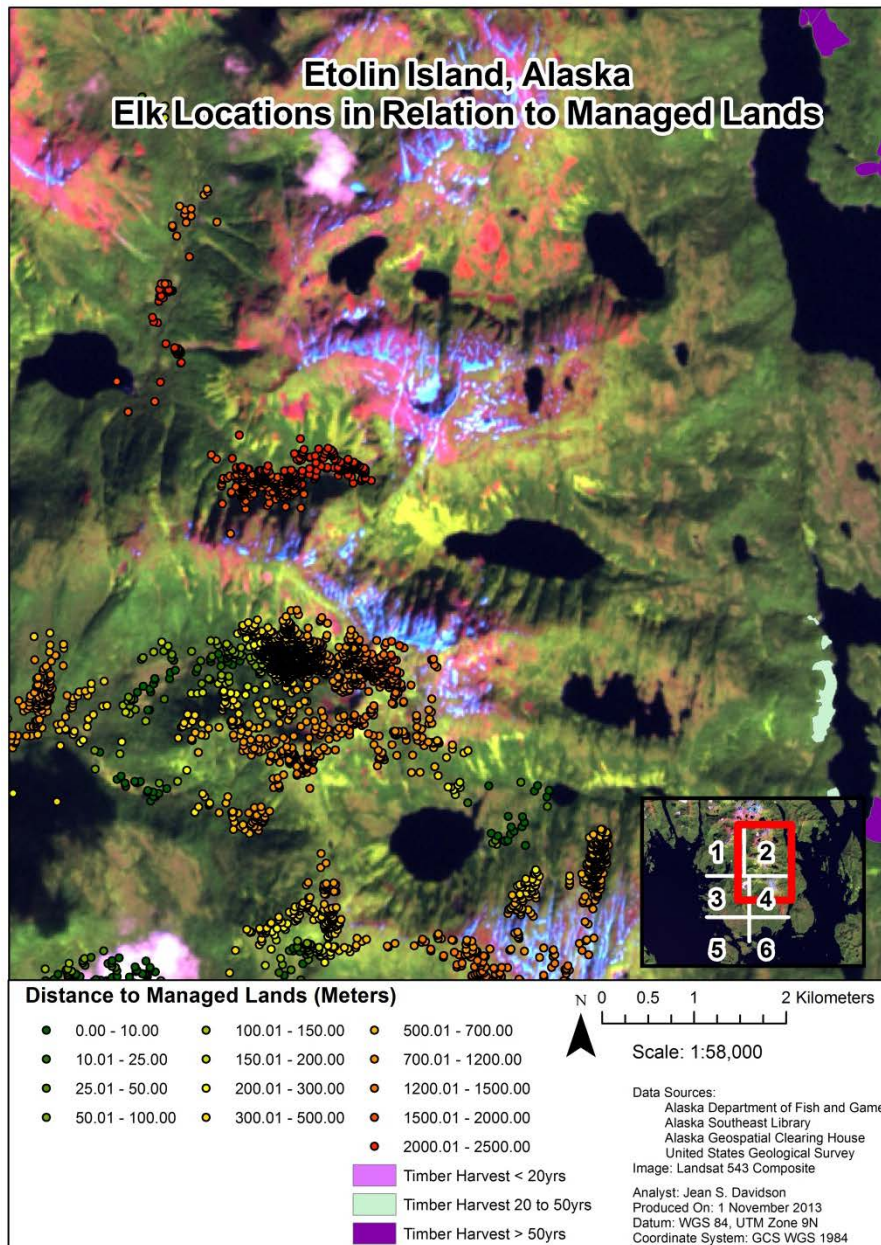 Etolin Island, Alaska
Elk Locations in Relation to Managed Lands
1
2
3
4
5
6
Distance to Managed Lands (Meters)
0.00 - 10.00
10.01 - 25.00
25.01 - 50.00
50.01 - 100.00
100.01 - 150.00
150.01 - 200.00
200.01 - 300.00
300.01 - 500.00
500.01 - 700.00
700.01 - 1200.00
1200.01 - 1500.00
1500.01 - 2000.00
2000.01 - 2500.00
Timber Harvest < 20yrs
Timber Harvest 20 to 50yrs
Timber Harvest > 50yrs
N
0 0.5 1 2 Kilometers
Scale: 1:58,000
Data Sources:
Alaska Department of Fish and Game
Alaska Southeast Library
Alaska Geospatial Clearing House
United States Geological Survey
Image: Landsat 543 Composite
Analyst: Jean S. Davidson
Produced On: 1 November 2013
Datum: WGS 84, UTM Zone 9N
Coordinate System: GCS WGS 1984